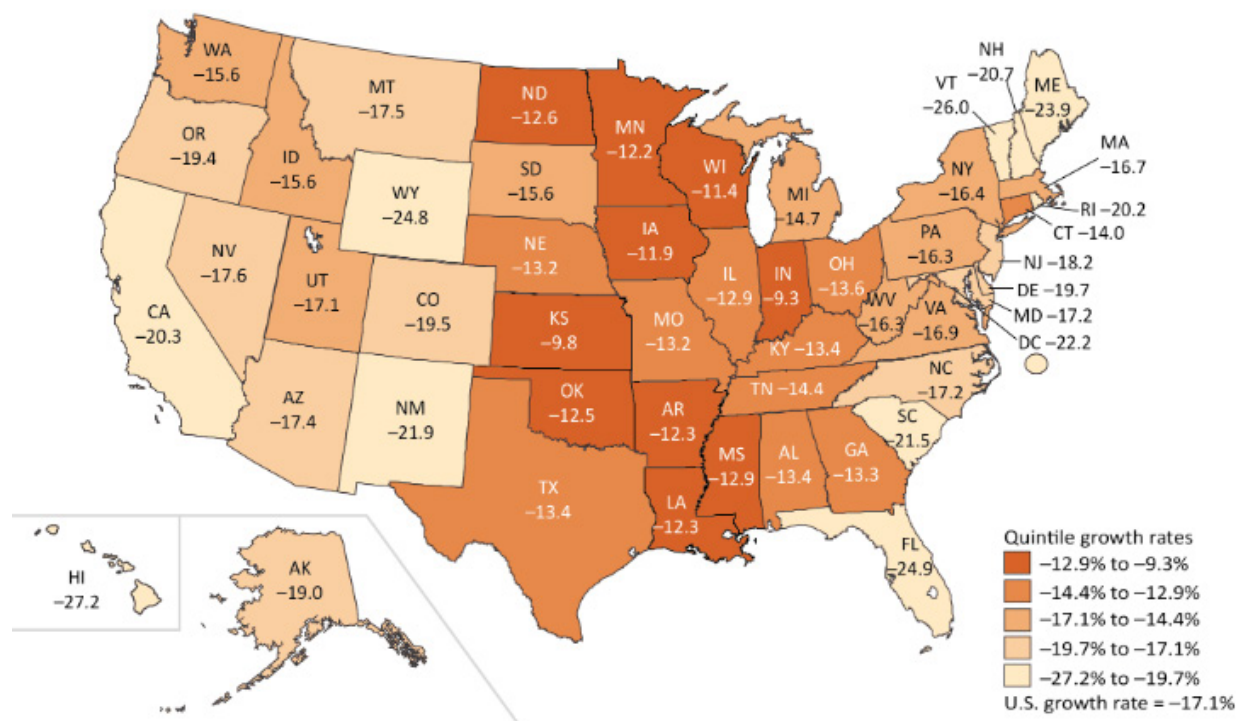 WA
−15.6
MT
−17.5
ND
−12.6
MN
−12.2
OR
−19.4
ID
−15.6
WY
−24.8
SD
−15.6
WI
−11.4
MI
−14.7
NH
−20.7
VT
−26.0
ME
−23.9
MA
−16.7
NY
−16.4
RI −20.2
CT −14.0
PA
−16.3
NJ −18.2
DE −19.7
MD −17.2
DC −22.2
CA
−20.3
NV
−17.6
UT
−17.1
CO
−19.5
NE
−13.2
IA
−11.9
IL
−12.9
IN
−9.3
OH
−13.6
WV
−16.3
VA
−16.9
KS
−9.8
MO
−13.2
KY −13.4
NC
−17.2
TN −14.4
AZ
−17.4
NM
−21.9
OK
−12.5
AR
−12.3
SC
−21.5
MS
−12.9
AL
−13.4
GA
−13.3
TX
−13.4
LA
−12.3
FL
−24.9
HI
−27.2
AK
−19.0
Quintile growth rates
−12.9% to −9.3%
−14.4% to −12.9%
−17.1% to −14.4%
−19.7% to −17.1%
−27.2% to −19.7%
U.S. growth rate = −17.1%